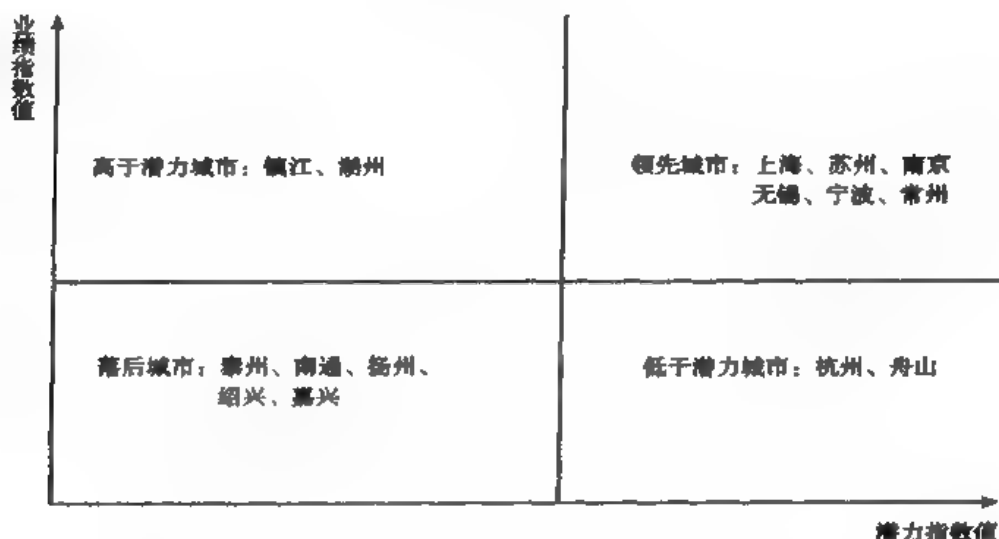 业绩指数值
高于潜力城市：镇江、湖州
领先城市：上海、苏州、南京
无锡、宁波、常州
落后城市：泰州、南通、扬州、
绍兴、嘉兴
低于潜力城市：杭州、舟山
潜力指数值